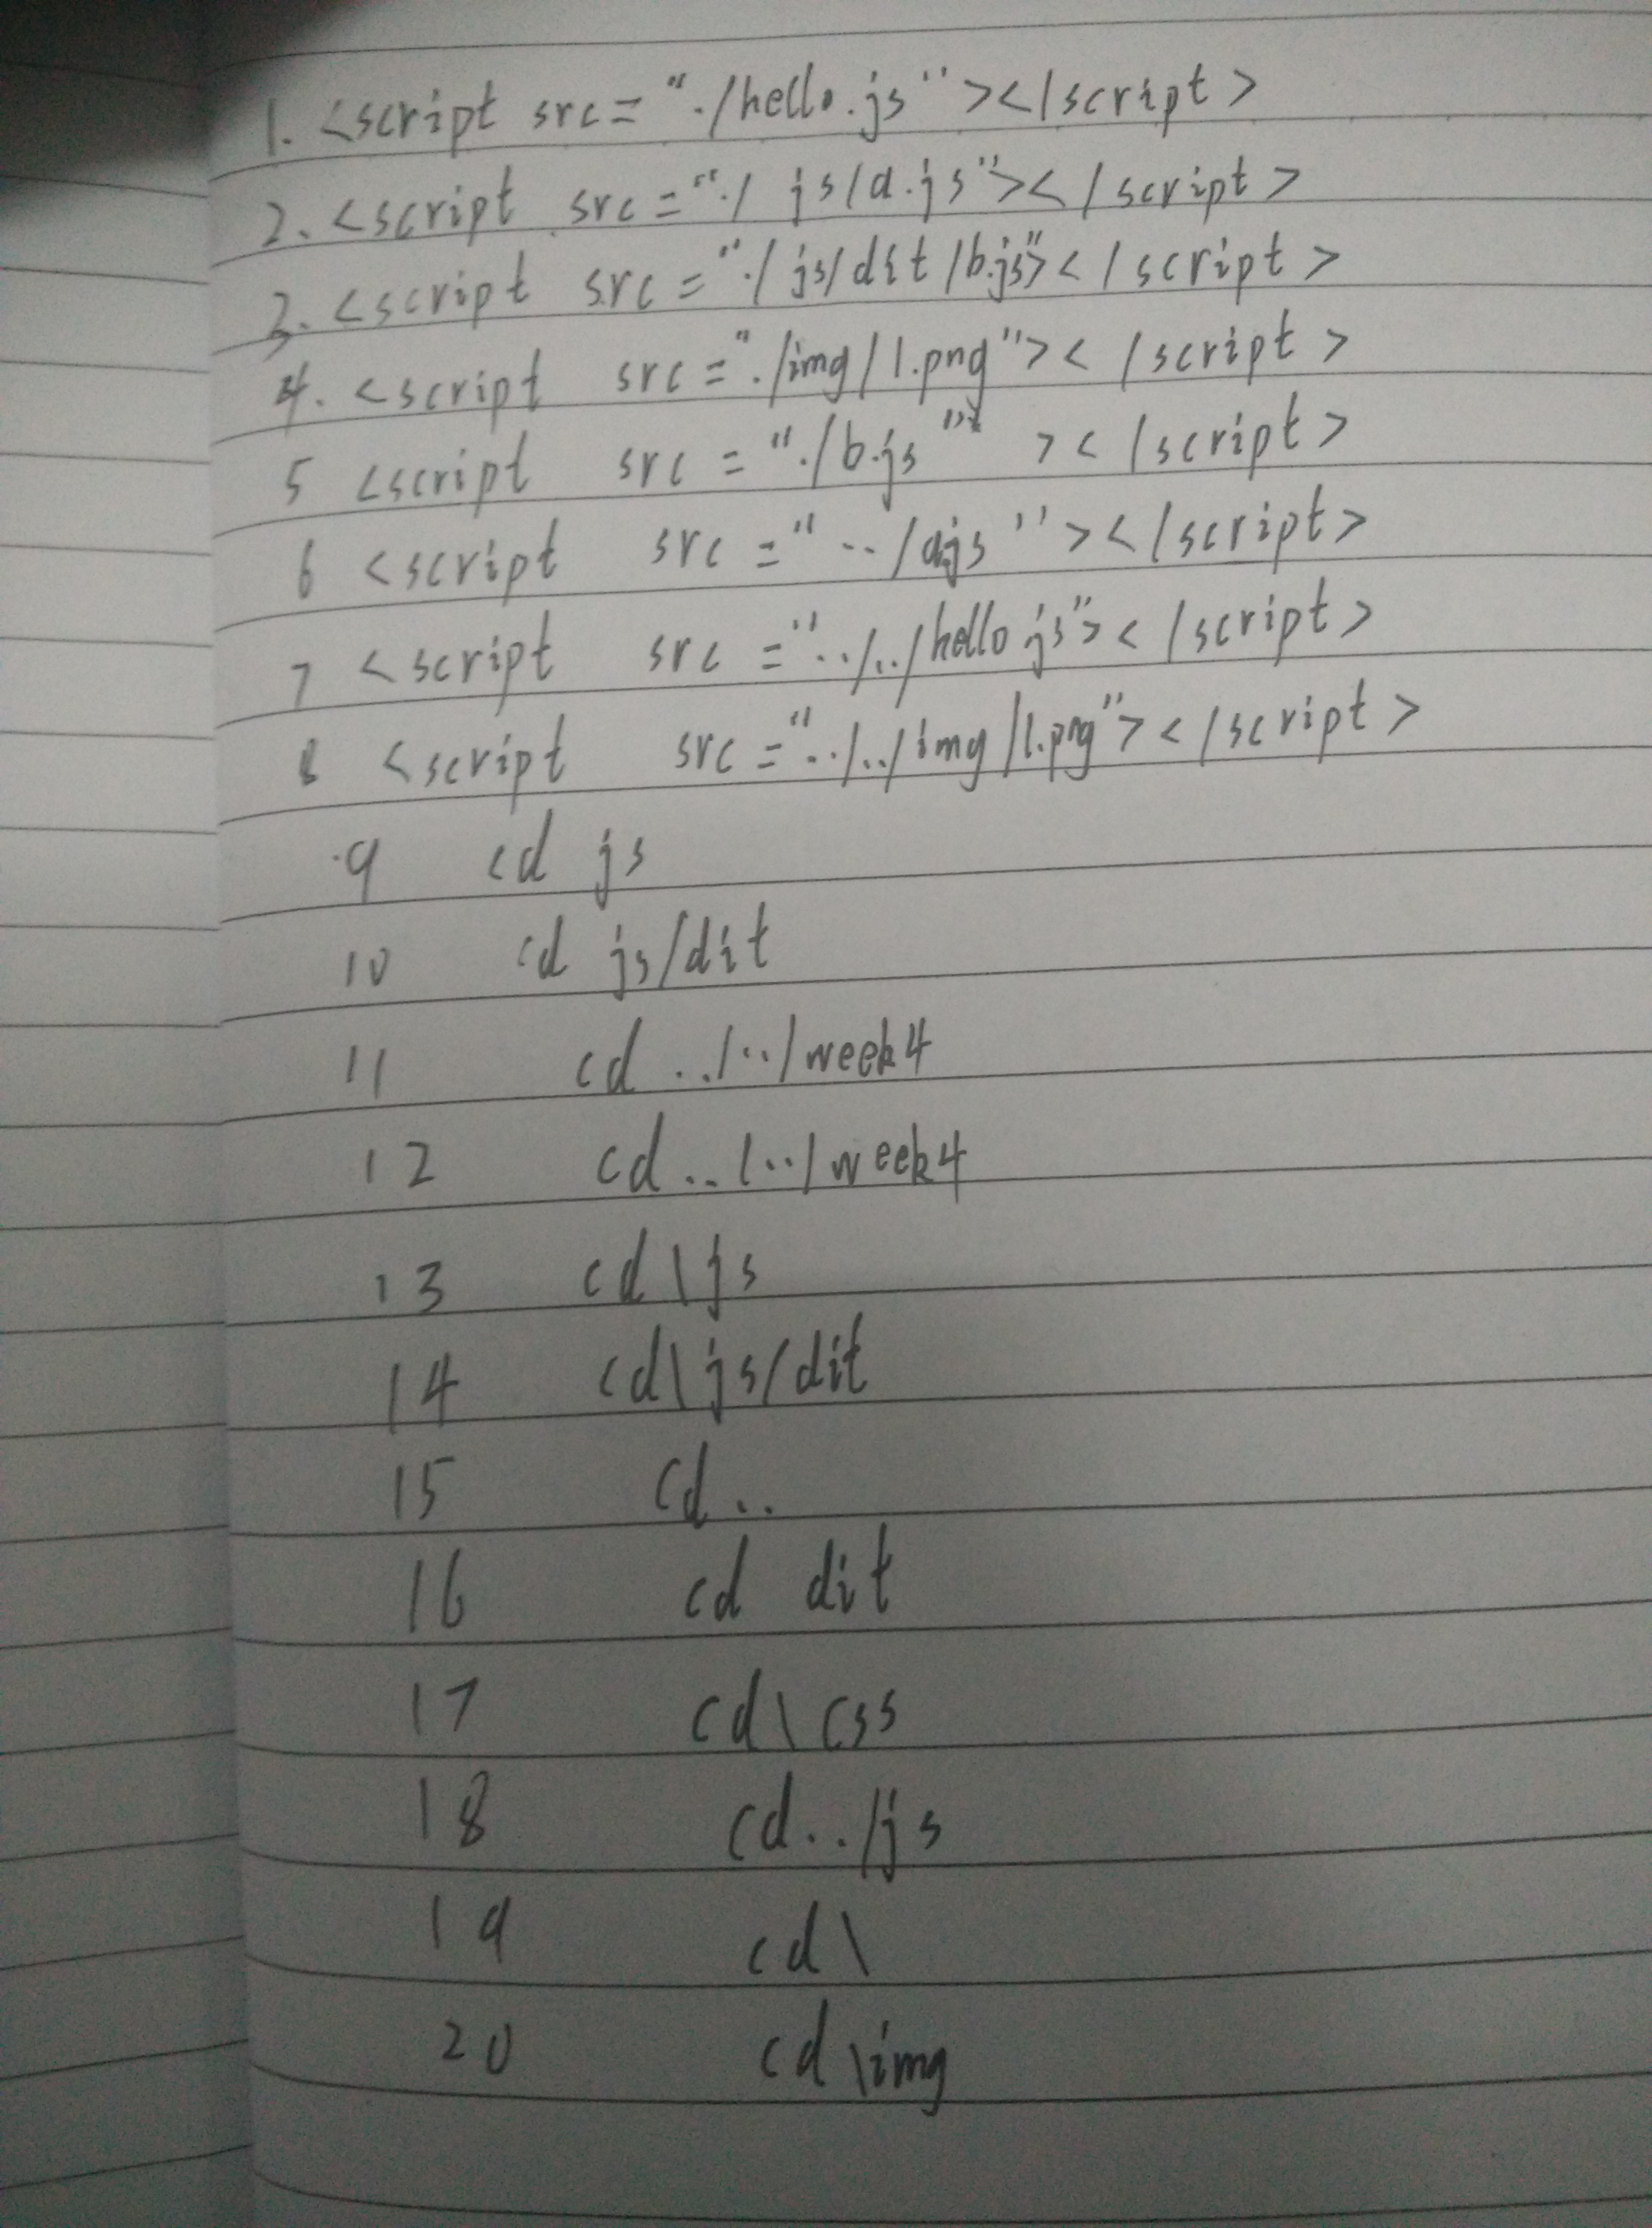 1. <script src="./hello.js"></script>
2. <script src="./js/a.js"></script>
3. <script src="./js/dit/b.js"></script>
4. <script src="./img/1.png"></script>
5 <script src="./b.js"></script>
6 <script src="../a.js"></script>
7 <script src="../../hello js"></script>
8 <script src="../../img/1.png"></script>
9 cd js
10 cd js/dit
11 cd ../../week4
12 cd../../week4
13 cd\js
14 cd\js/dit
15 cd..
16 cd dit
17 cd\css
18 cd../js
19 cd\
20 cd\img